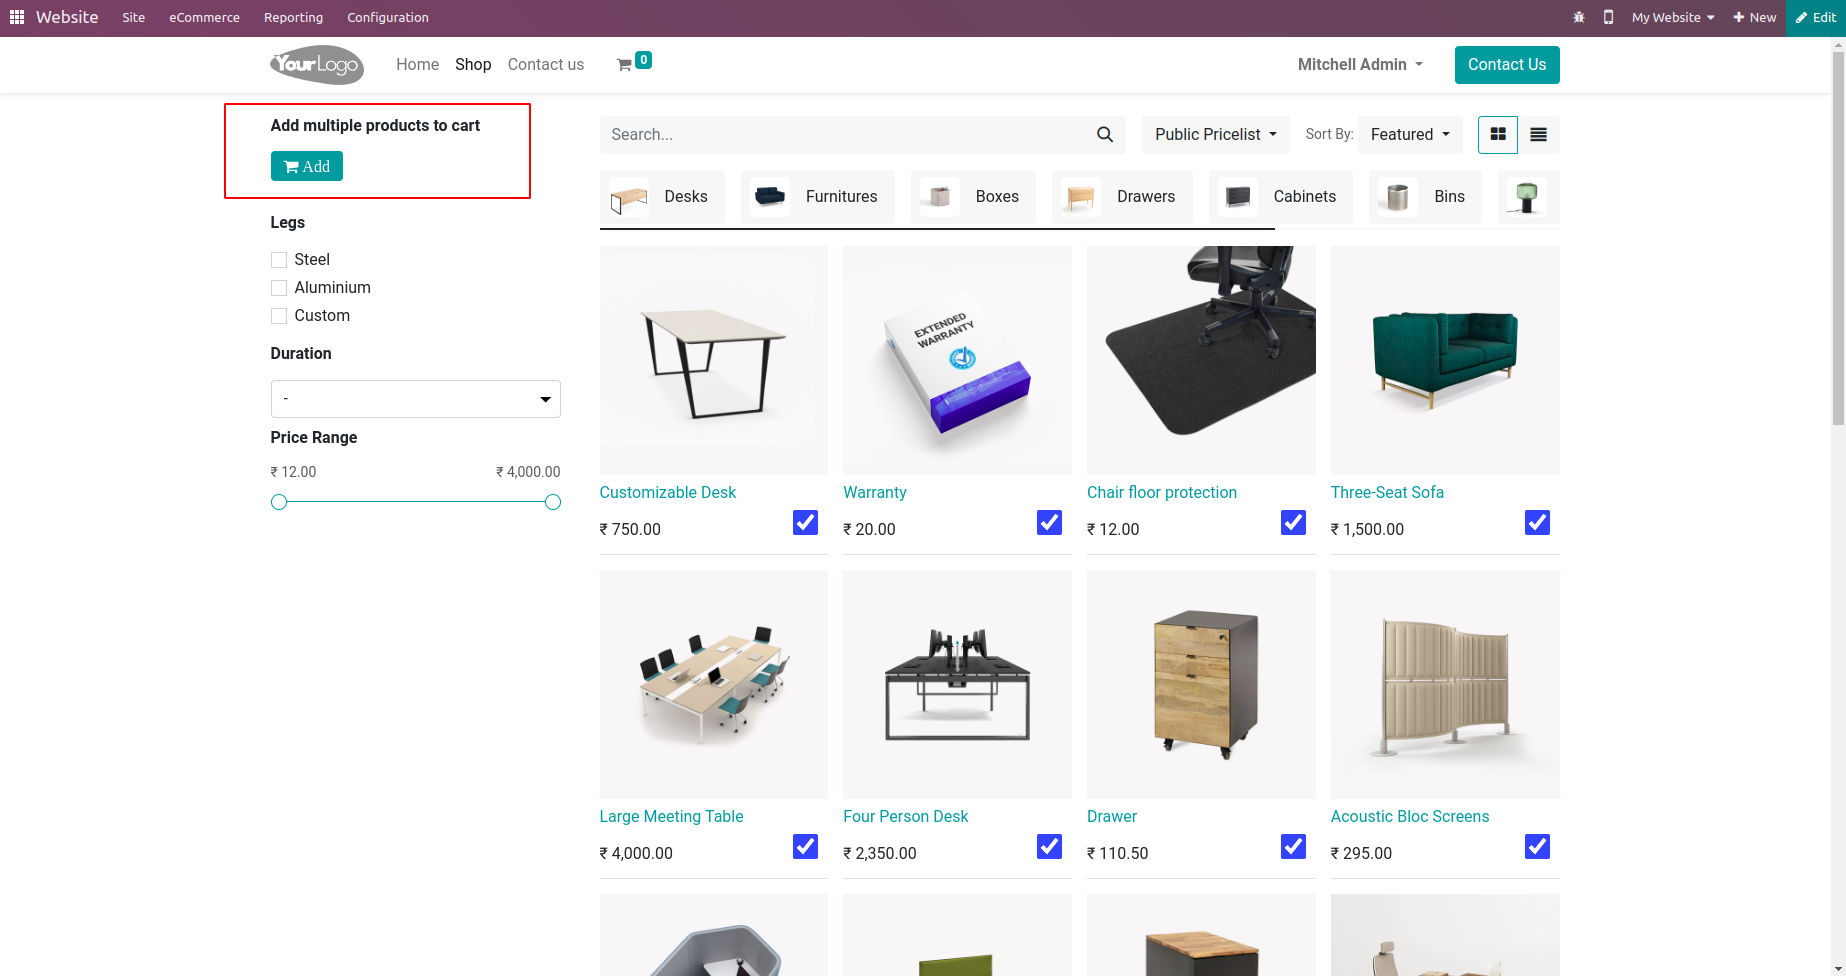 Website Site eCommerce Reporting Configuration My Website New Edit
YourLogo Home Shop Contact us 0 Mitchell Admin Contact Us
Add multiple products to cart
Add
Search... Public Pricelist Sort By: Featured
Desks Furnitures Boxes Drawers Cabinets Bins
Legs
Steel
Aluminium
Custom
Duration
-
Price Range
₹ 12.00 ₹ 4,000.00
EXTENDED
WARRANTY
Customizable Desk Warranty Chair floor protection Three-Seat Sofa
₹ 750.00 ₹ 20.00 ₹ 12.00 ₹ 1,500.00
Large Meeting Table Four Person Desk Drawer Acoustic Bloc Screens
₹ 4,000.00 ₹ 2,350.00 ₹ 110.50 ₹ 295.00